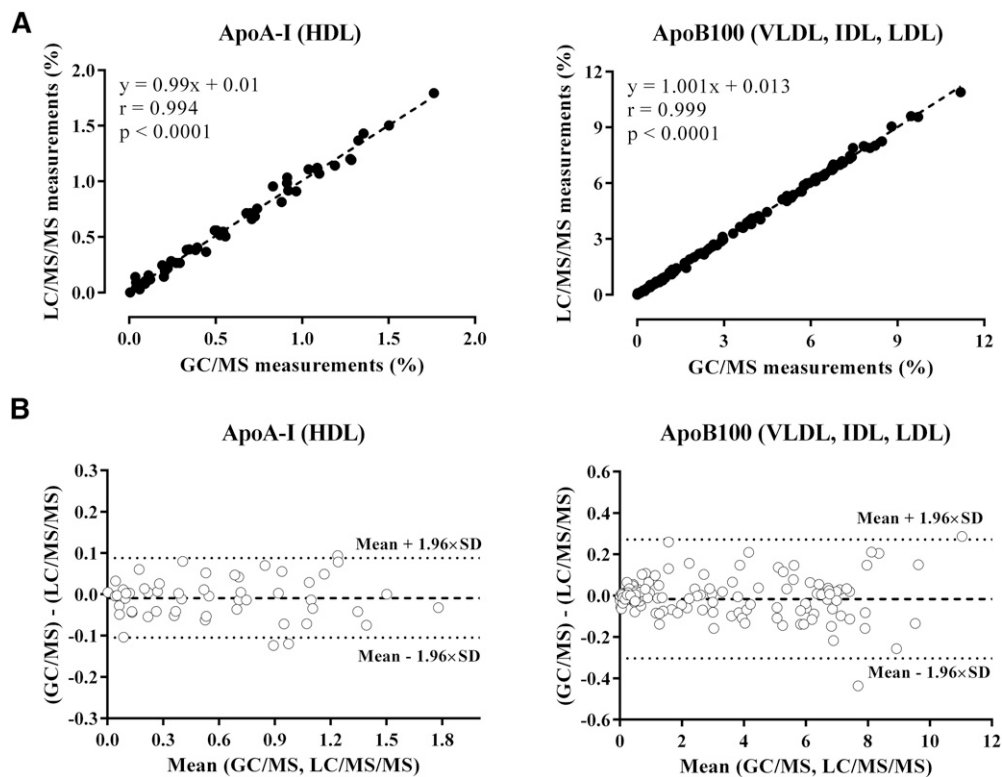 A
ApoA-I (HDL)
LC/MS/MS measurements (%)
2.0
1.5
1.0
0.5
0.0
y = 0.99x + 0.01
r = 0.994
p < 0.0001
0.0 0.5 1.0 1.5 2.0
GC/MS measurements (%)
ApoB100 (VLDL, IDL, LDL)
LC/MS/MS measurements (%)
12
9
6
3
0
y = 1.001x + 0.013
r = 0.999
p < 0.0001
0 3 6 9 12
GC/MS measurements (%)
B
ApoA-I (HDL)
(GC/MS) - (LC/MS/MS)
0.3
0.2
0.1
0.0
-0.1
-0.2
-0.3
Mean + 1.96×SD
Mean - 1.96×SD
0.0 0.3 0.6 0.9 1.2 1.5 1.8
Mean (GC/MS, LC/MS/MS)
ApoB100 (VLDL, IDL, LDL)
(GC/MS) - (LC/MS/MS)
0.6
0.4
0.2
0.0
-0.2
-0.4
-0.6
Mean + 1.96×SD
Mean - 1.96×SD
0 2 4 6 8 10 12
Mean (GC/MS, LC/MS/MS)